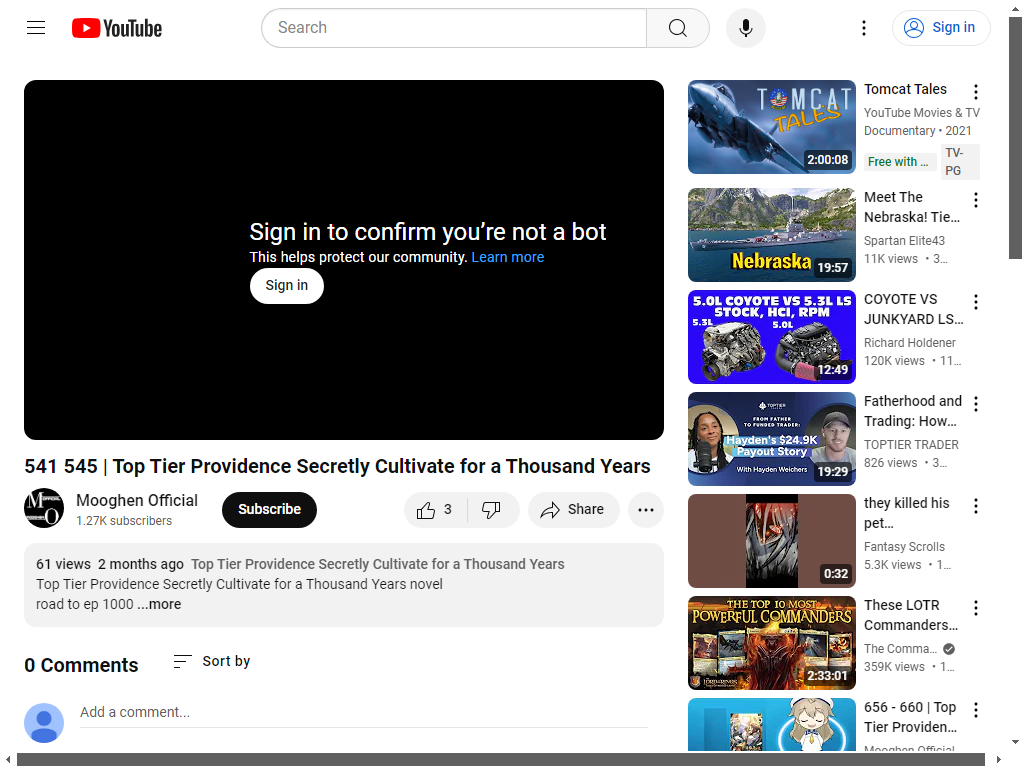 YouTube
Search
Sign in
Sign in to confirm you’re not a bot
This helps protect our community. Learn more
Sign in
541 545 | Top Tier Providence Secretly Cultivate for a Thousand Years
Mooghen Official
1.27K subscribers
Subscribe
3
Share
61 views 2 months ago Top Tier Providence Secretly Cultivate for a Thousand Years
Top Tier Providence Secretly Cultivate for a Thousand Years novel
road to ep 1000 ...more
0 Comments
Sort by
Add a comment...
TOMCAT
TALES
2:00:08
Tomcat Tales
YouTube Movies & TV
Documentary • 2021
Free with ...
TV-
PG
Nebraska
19:57
Meet The
Nebraska! Tie...
Spartan Elite43
11K views • 3...
5.0L COYOTE VS 5.3L LS
STOCK, HCI, RPM
5.3L
5.0L
12:49
COYOTE VS
JUNKYARD LS...
Richard Holdener
120K views • 11...
TOPTIER
FROM FATHER
TO FUNDED TRADER:
Hayden's $24.9K
Payout Story
With Hayden Weichers
19:29
Fatherhood and
Trading: How...
TOPTIER TRADER
826 views • 3...
0:32
they killed his
pet...
Fantasy Scrolls
5.3K views • 1...
THE TOP 10 MOST
POWERFUL COMMANDERS
2:33:01
These LOTR
Commanders...
The Comma...
359K views • 1...
656 - 660 | Top
Tier Providen...
Mooghen Official